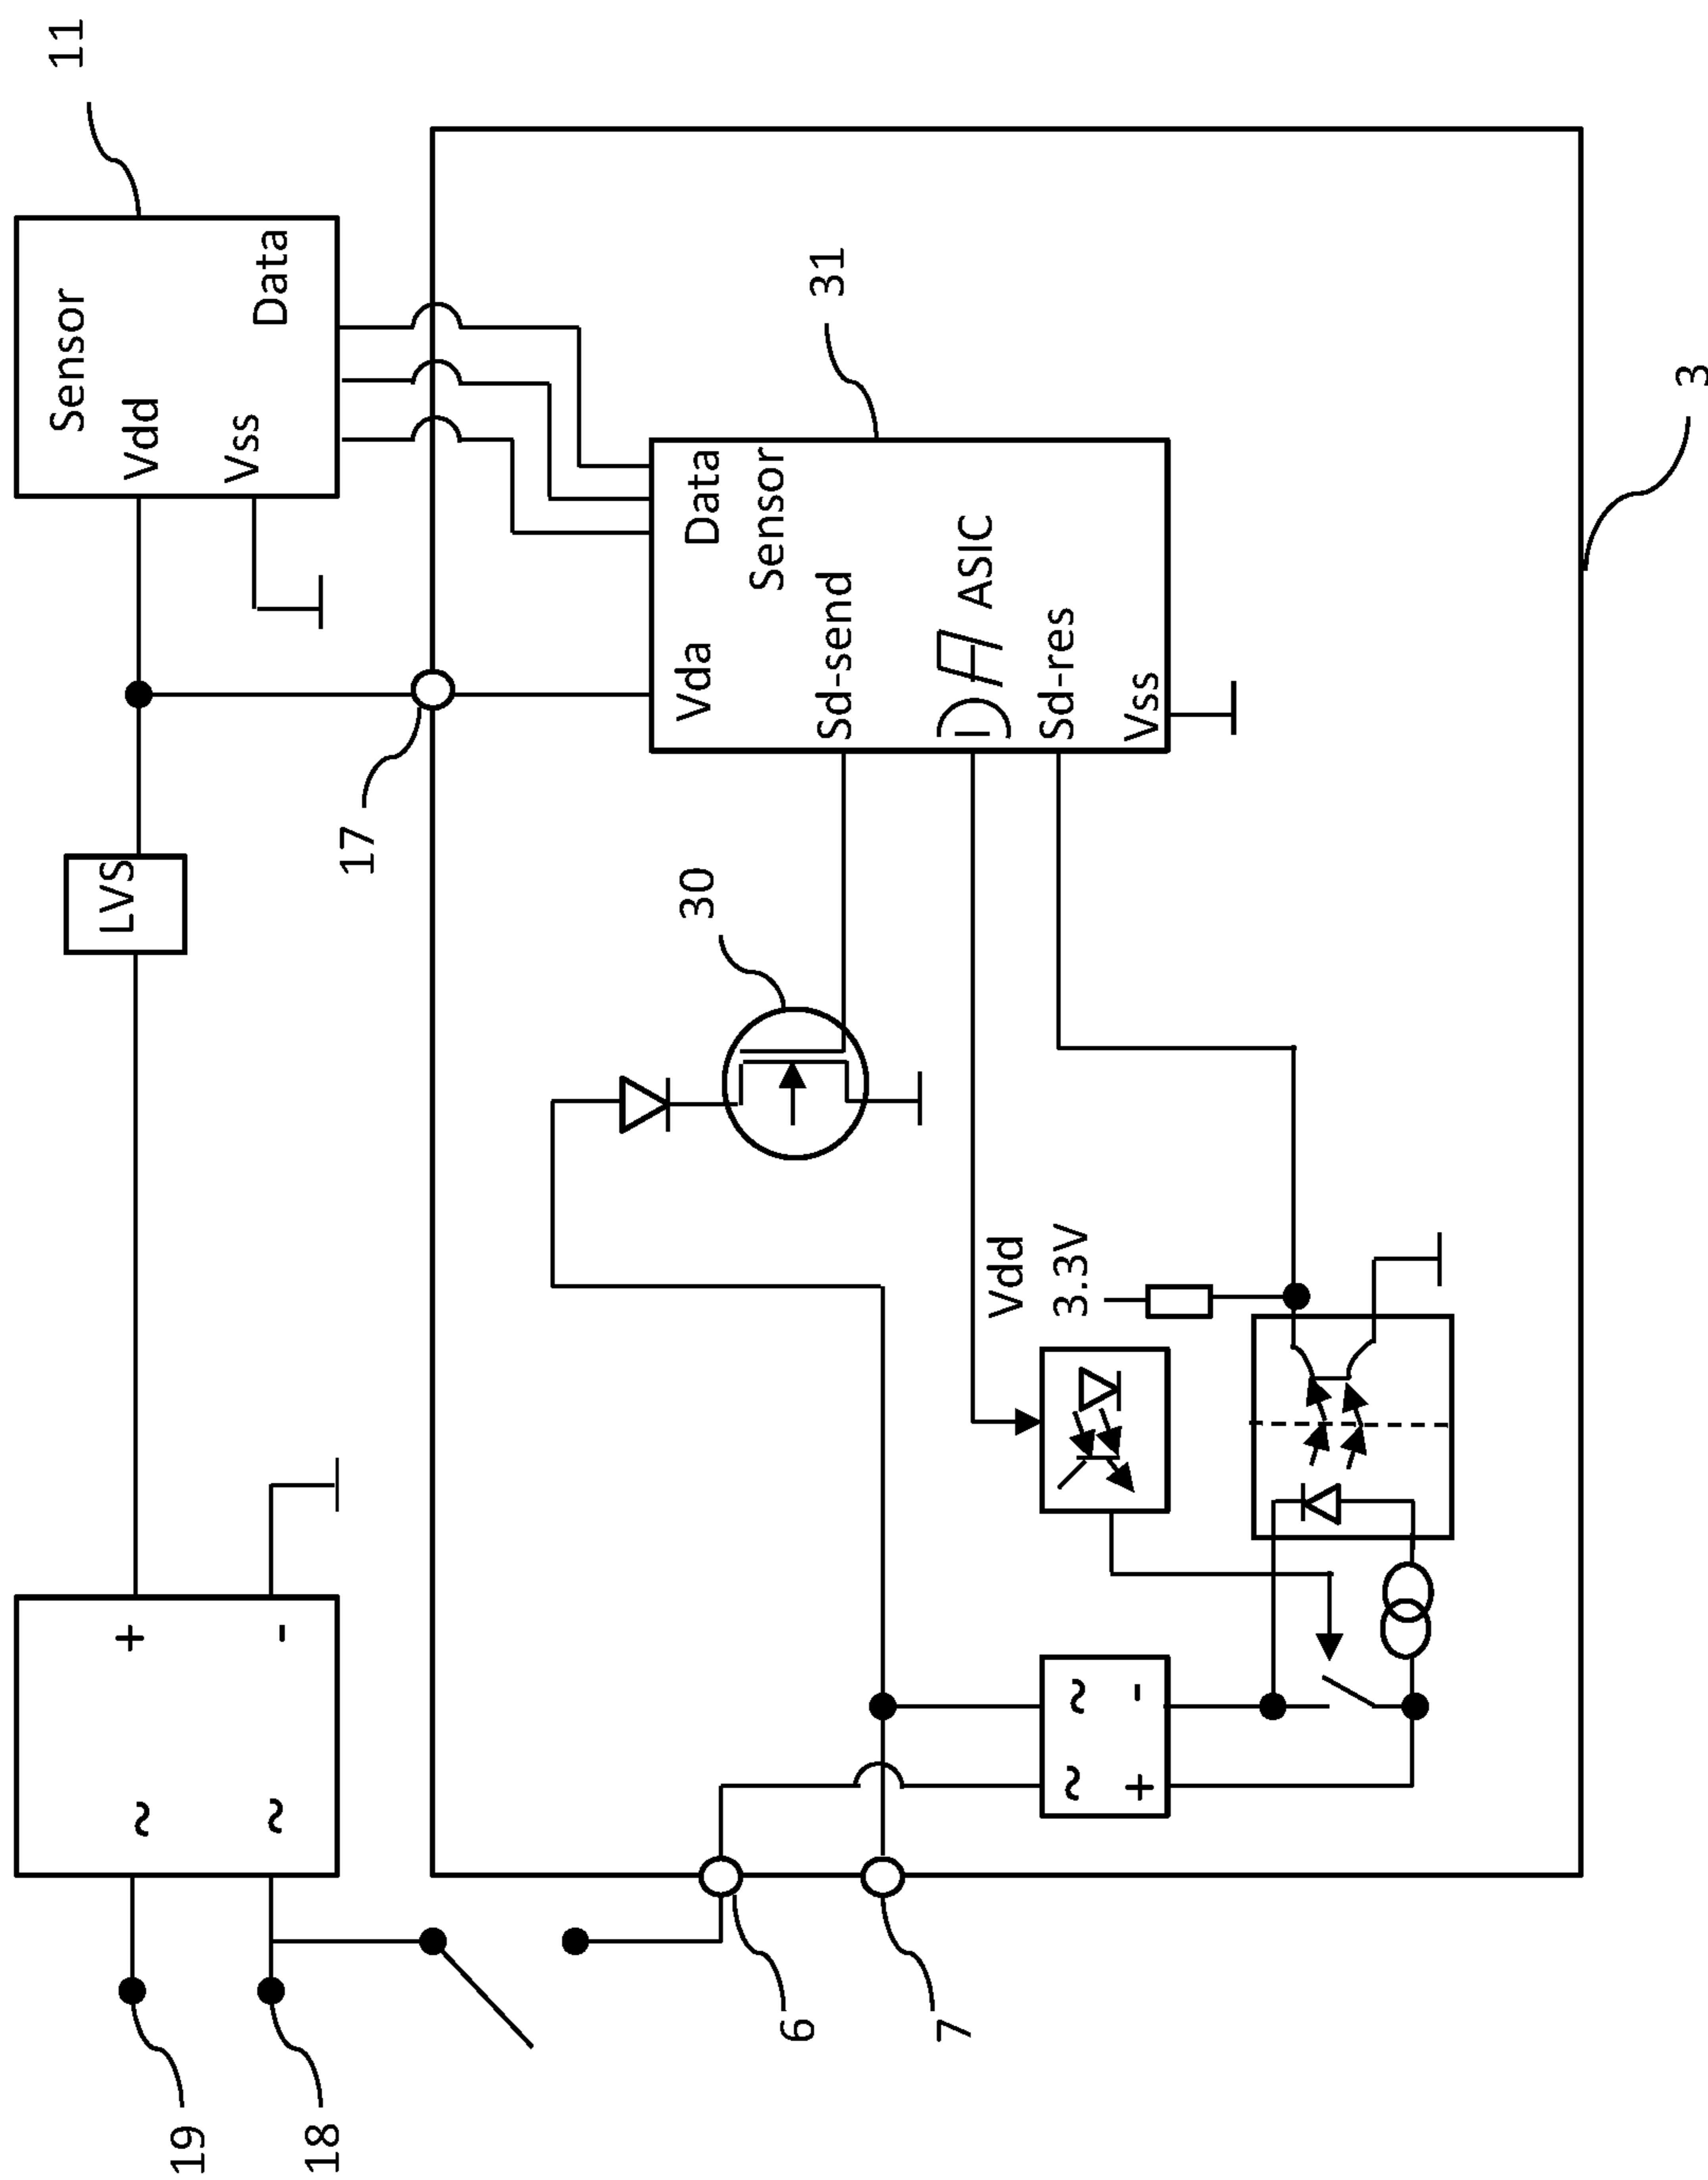 11
Sensor
Vdd
Vss
Data
LVS
+
-
~
~
19
18
17
31
Vda
Data
Sensor
Sd-send
ASIC
Sd-res
Vss
30
Vdd
3.3V
~
~
-
+
6
7
3